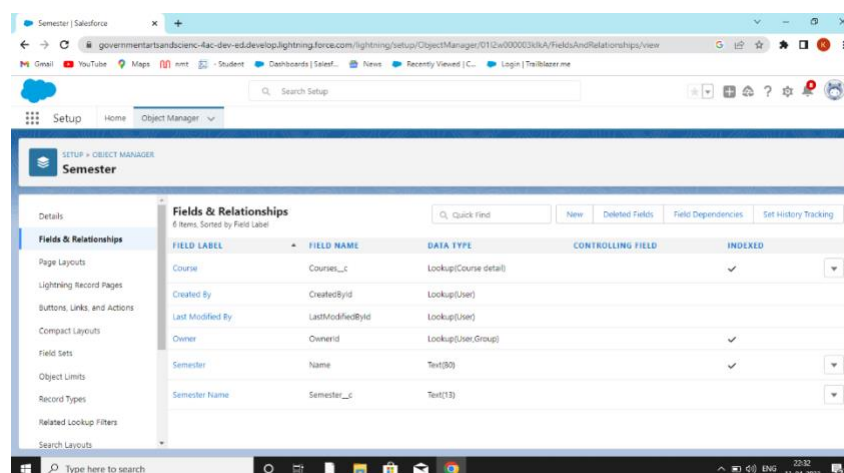 Semester | Salesforce
governmentartsandscienc-4ac-dev-ed.develop.lightning.force.com/lightning/setup/ObjectManager/01I2w000003klkA/FieldsAndRelationships/view
Gmail YouTube Maps nmt - Student Dashboards | Salesf... News Recently Viewed | C... Login | Trailblazer.me
Search Setup
Setup Home Object Manager
SETUP > OBJECT MANAGER
Semester
Details
Fields & Relationships
Page Layouts
Lightning Record Pages
Buttons, Links, and Actions
Compact Layouts
Field Sets
Object Limits
Record Types
Related Lookup Filters
Search Layouts
Fields & Relationships
6 Items, Sorted by Field Label
Quick Find New Deleted Fields Field Dependencies Set History Tracking
FIELD LABEL FIELD NAME DATA TYPE CONTROLLING FIELD INDEXED
Course Courses__c Lookup(Course detail)
Created By CreatedById Lookup(User)
Last Modified By LastModifiedById Lookup(User)
Owner OwnerId Lookup(User,Group)
Semester Name Text(80)
Semester Name Semester__c Text(13)
Type here to search
ENG 22:32